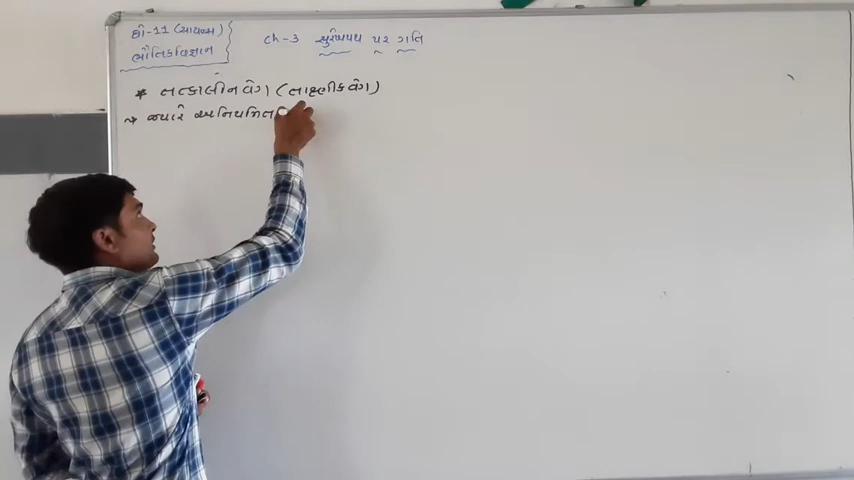 ધો-11 (સાયન્સ)
ભૌતિકવિજ્ઞાન
Ch-3 સુરેખપથ પર ગતિ
* તત્કાલીન વેગ (તાક્ષણીક વેગ)
→ જ્યારે અનિયમિત